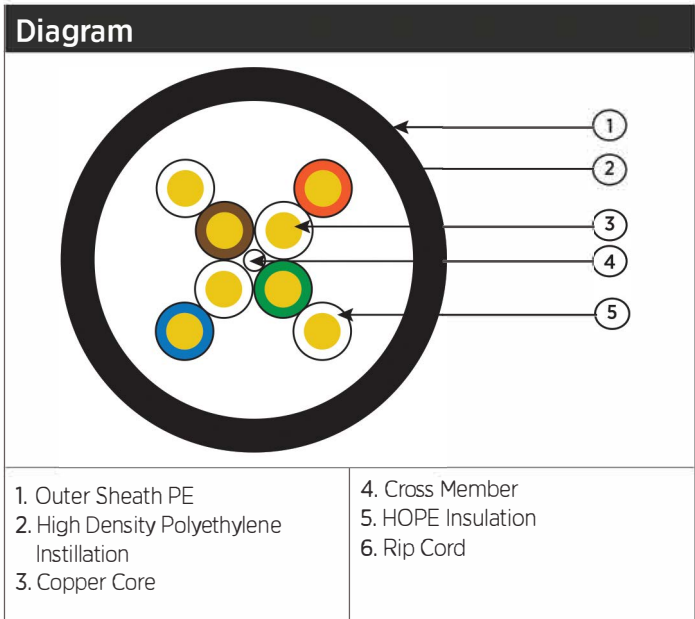 Diagram
1
2
3
4
5
1. Outer Sheath PE
2. High Density Polyethylene
Instillation
3. Copper Core
4. Cross Member
5. HOPE Insulation
6. Rip Cord